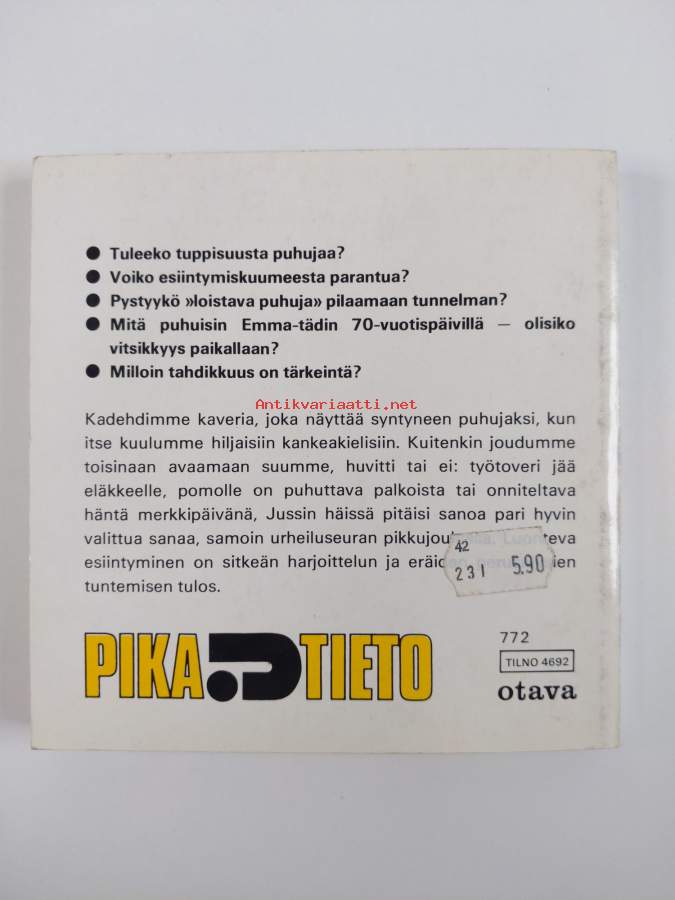 ● Tuleeko tuppisuusta puhujaa?
● Voiko esiintymiskuumeesta parantua?
● Pystyykö »loistava puhuja» pilaamaan tunnelman?
● Mitä puhuisin Emma-tädin 70-vuotispäivillä — olisiko
vitsikkyys paikallaan?
● Milloin tahdikkuus on tärkeintä?
Antikvariaatti.net
Kadehdimme kaveria, joka näyttää syntyneen puhujaksi, kun
itse kuulumme hiljaisiin kankeakielisiin. Kuitenkin joudumme
toisinaan avaamaan suumme, huvitti tai ei: työtoveri jää
eläkkeelle, pomolle on puhuttava palkoista tai onniteltava
häntä merkkipäivänä, Jussin häissä pitäisi sanoa pari hyvin
valittua sanaa, samoin urheiluseuran
esiintyminen on sitkeän harjoittelun ja
tuntemisen tulos.
42
231 5.90
PIKA?TIETO
772
TILNO 4692
otava